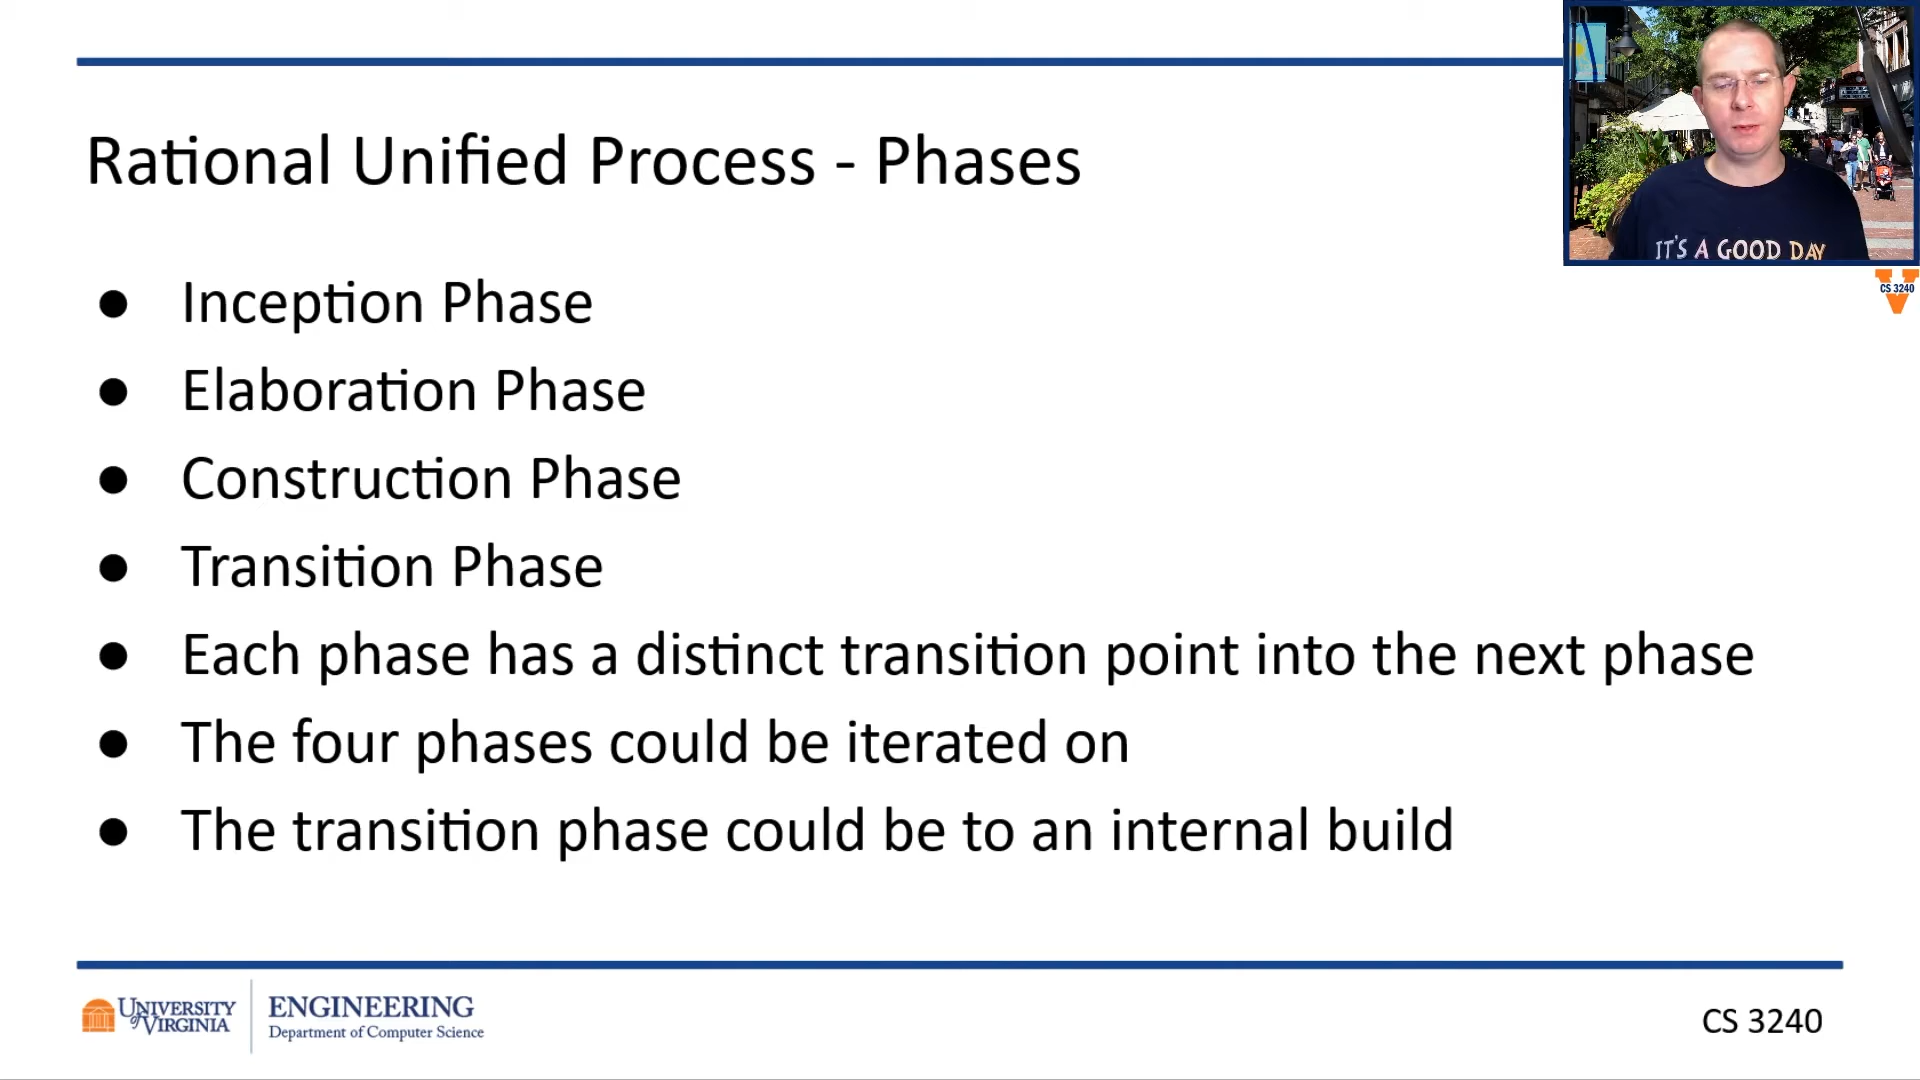 Rational Unified Process - Phases
IT'S A GOOD DAY
CS 3240
● Inception Phase
● Elaboration Phase
● Construction Phase
● Transition Phase
● Each phase has a distinct transition point into the next phase
● The four phases could be iterated on
● The transition phase could be to an internal build
UNIVERSITY of VIRGINIA
ENGINEERING
Department of Computer Science
CS 3240